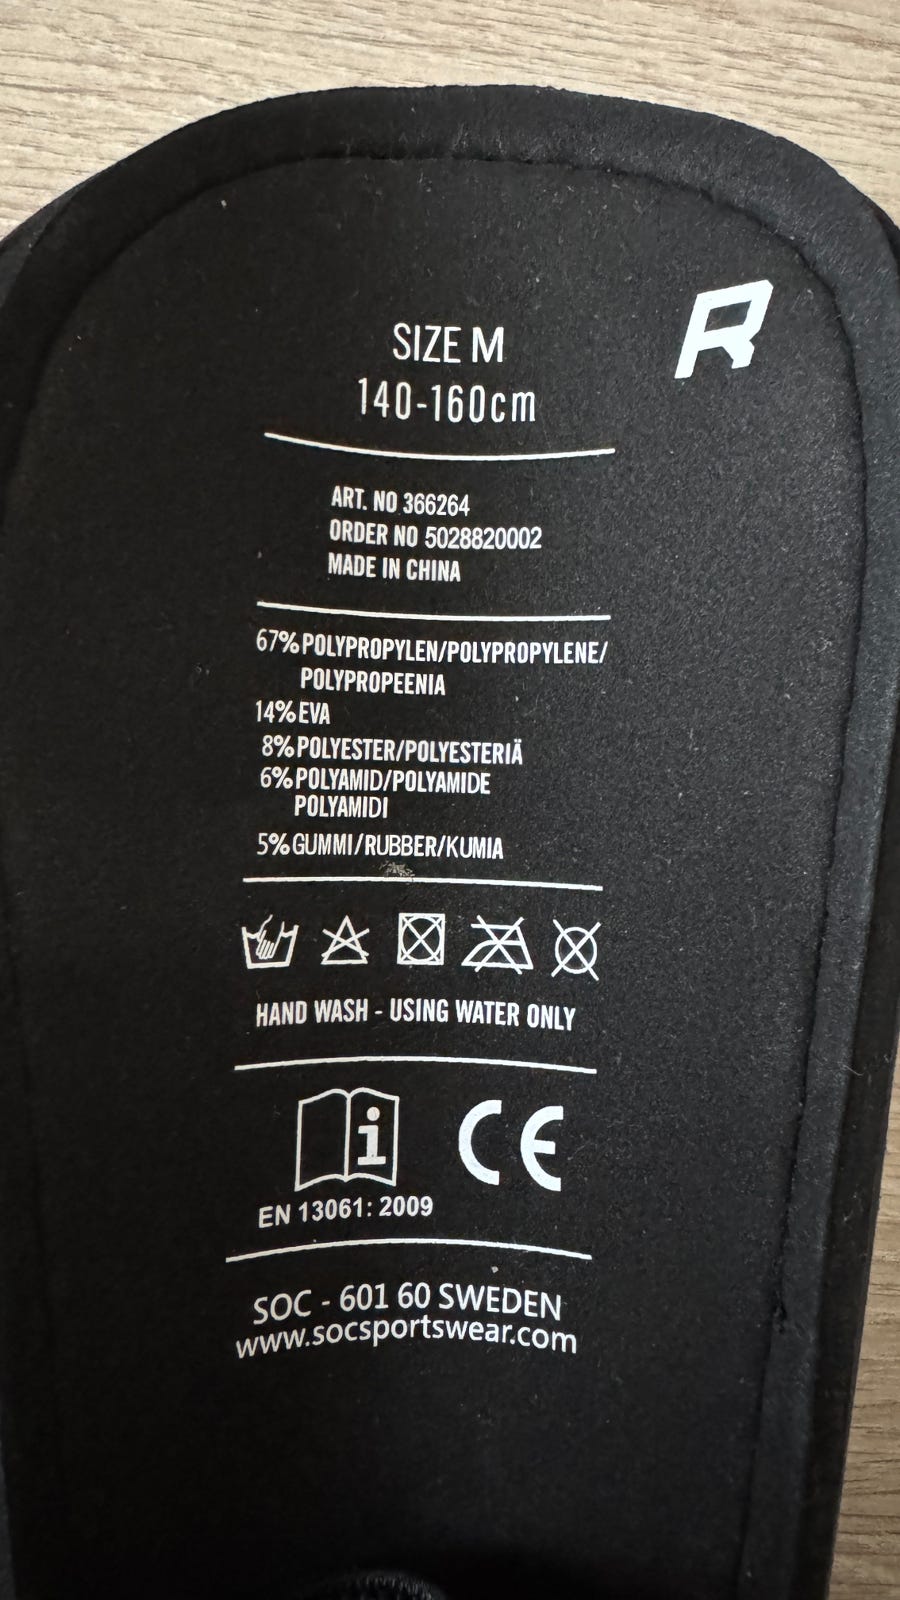 R
SIZE M
140-160cm
ART. NO 366264
ORDER NO 5028820002
MADE IN CHINA
67% POLYPROPYLEN/POLYPROPYLENE/
POLYPROPEENIA
14% EVA
8% POLYESTER/POLYESTERIÄ
6% POLYAMID/POLYAMIDE
POLYAMIDI
5% GUMMI/RUBBER/KUMIA
HAND WASH - USING WATER ONLY
i CE
EN 13061: 2009
SOC - 601 60 SWEDEN
www.socsportswear.com